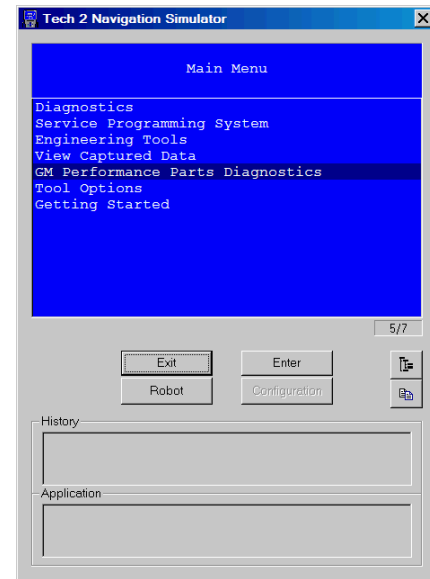 Tech 2 Navigation Simulator
Main Menu
Diagnostics
Service Programming System
Engineering Tools
View Captured Data
GM Performance Parts Diagnostics
Tool Options
Getting Started
5/7
Exit
Enter
Robot
Configuration
History
Application